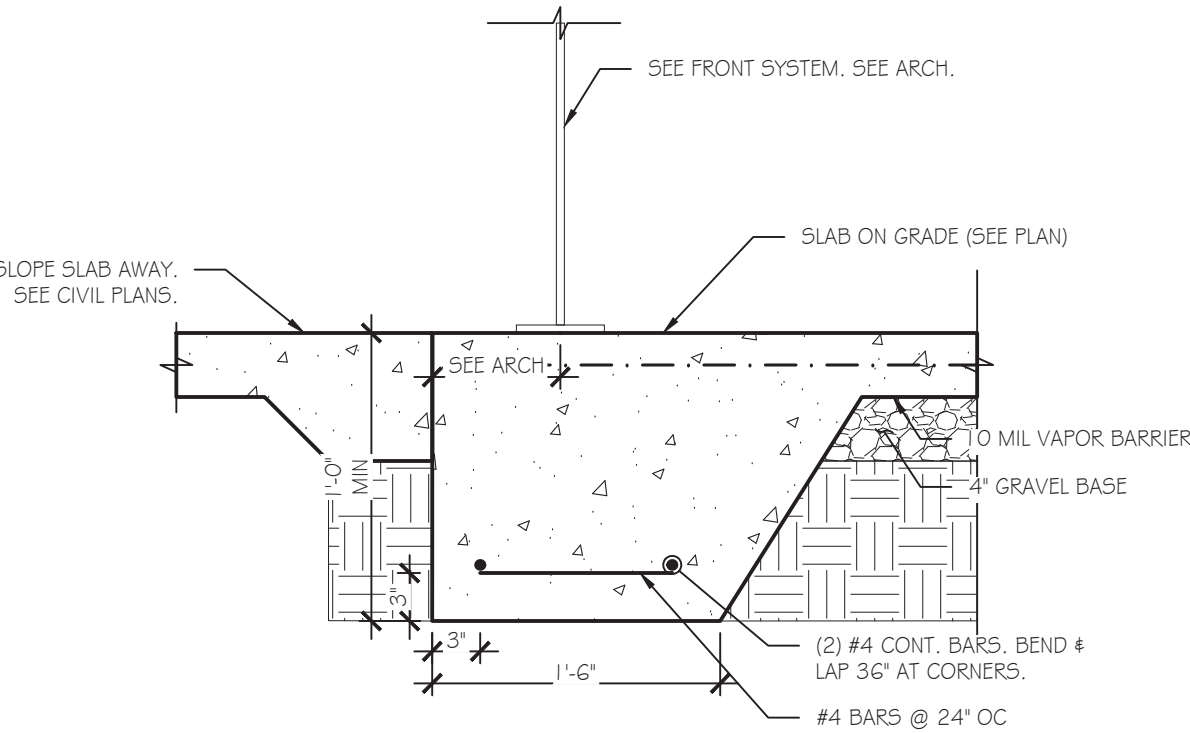 SEE FRONT SYSTEM. SEE ARCH.
SLAB ON GRADE (SEE PLAN)
SLOPE SLAB AWAY.
SEE CIVIL PLANS.
SEE ARCH
10 MIL VAPOR BARRIER
4" GRAVEL BASE
1'-0"
MIN
3"
3"
1'-6"
(2) #4 CONT. BARS. BEND &
LAP 36" AT CORNERS.
#4 BARS @ 24" OC